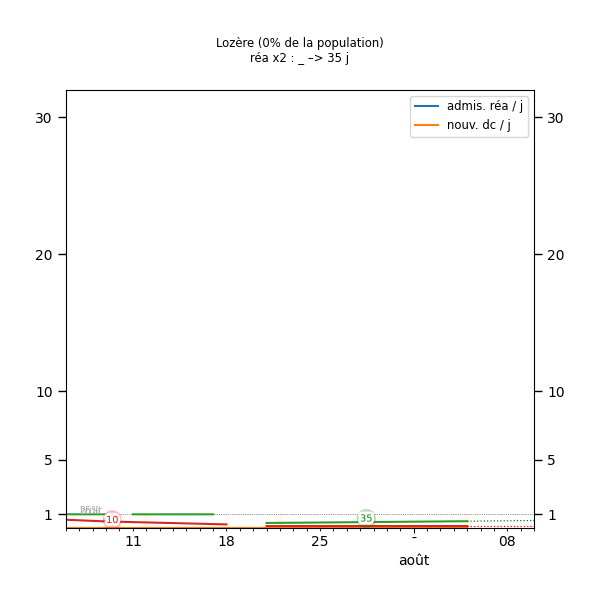 Lozère (0% de la population)
réa x2 : _ –> 35 j
admis. réa / j
nouv. dc / j
30 30
20 20
10 10
5 5
1 1
10
35
11 18 25 - 08
août